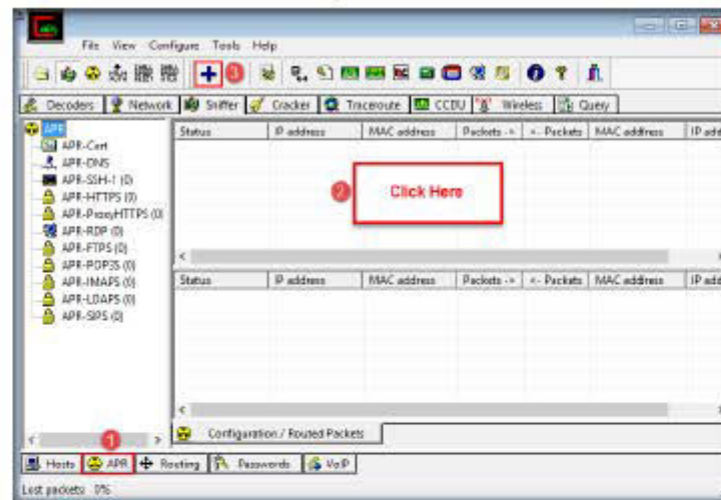 File View Configure Tools Help
3
Decoders Network Sniffer Cracker Traceroute CCDU Wireless Query
APR
APR-Cert
APR-DNS
APR-SSH-1 (0)
APR-HTTPS (0)
APR-ProxyHTTPS (0)
APR-RDP (0)
APR-FTPS (0)
APR-POP3S (0)
APR-IMAPS (0)
APR-LDAPS (0)
APR-SIPS (0)
Status IP address MAC address Packets -> <- Packets MAC address IP add
2 Click Here
Status IP address MAC address Packets -> <- Packets MAC address IP add
1
Configuration / Routed Packets
Hosts APR Routing Passwords VoIP
Lost packets: 0%